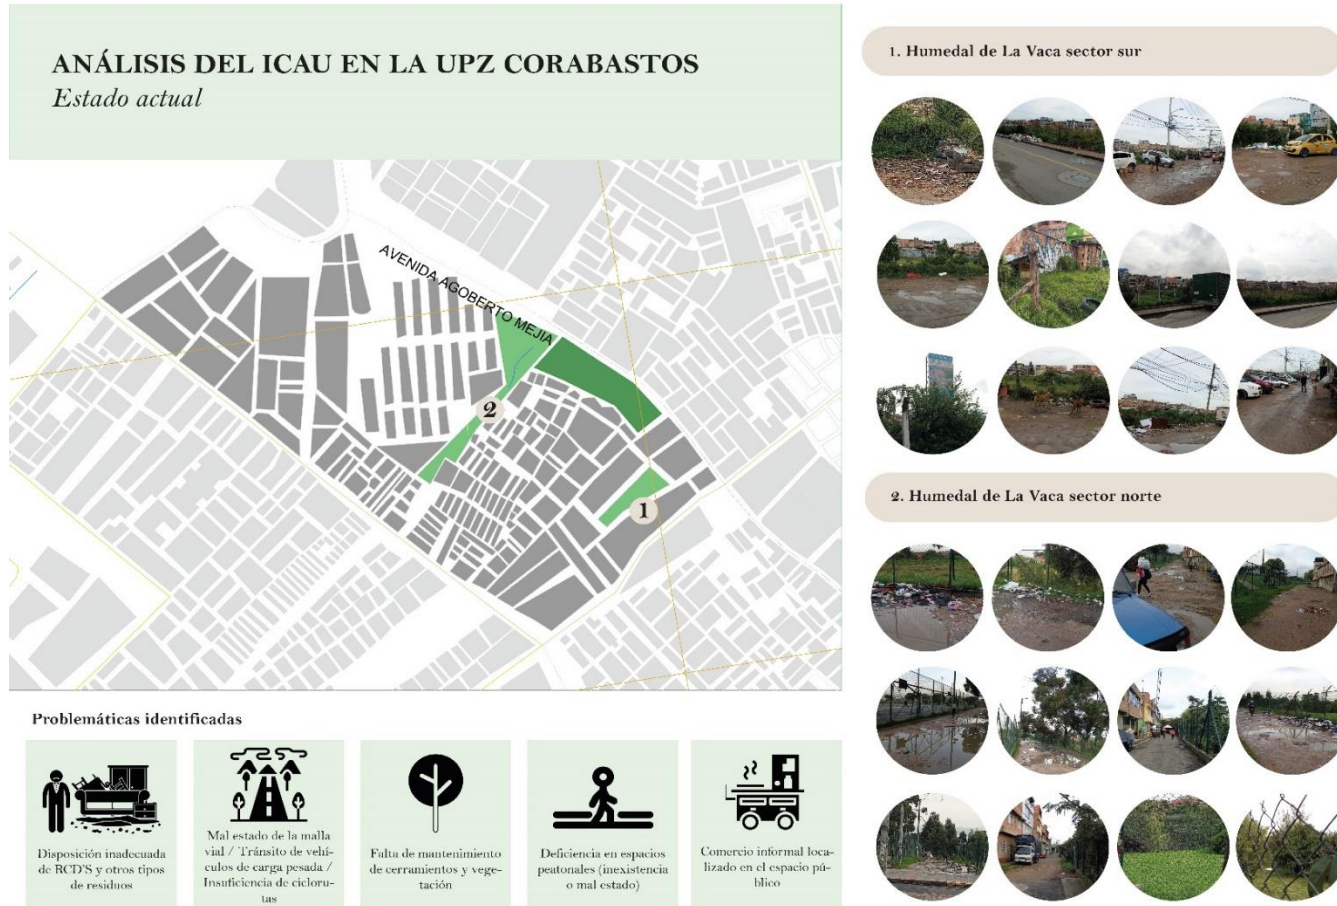 ANÁLISIS DEL ICAU EN LA UPZ CORABASTOS
Estado actual
AVENIDA AGOBERTO MEJIA
2
1
Problemáticas identificadas
Disposición inadecuada
de RCD'S y otros tipos
de residuos
Mal estado de la malla
vial / Tránsito de vehí-
culos de carga pesada /
Insuficiencia de cicloru-
tas
Falta de mantenimiento
de cerramientos y vege-
tación
Deficiencia en espacios
peatonales (inexistencia
o mal estado)
Comercio informal loca-
lizado en el espacio pú-
blico
1. Humedal de La Vaca sector sur
2. Humedal de La Vaca sector norte